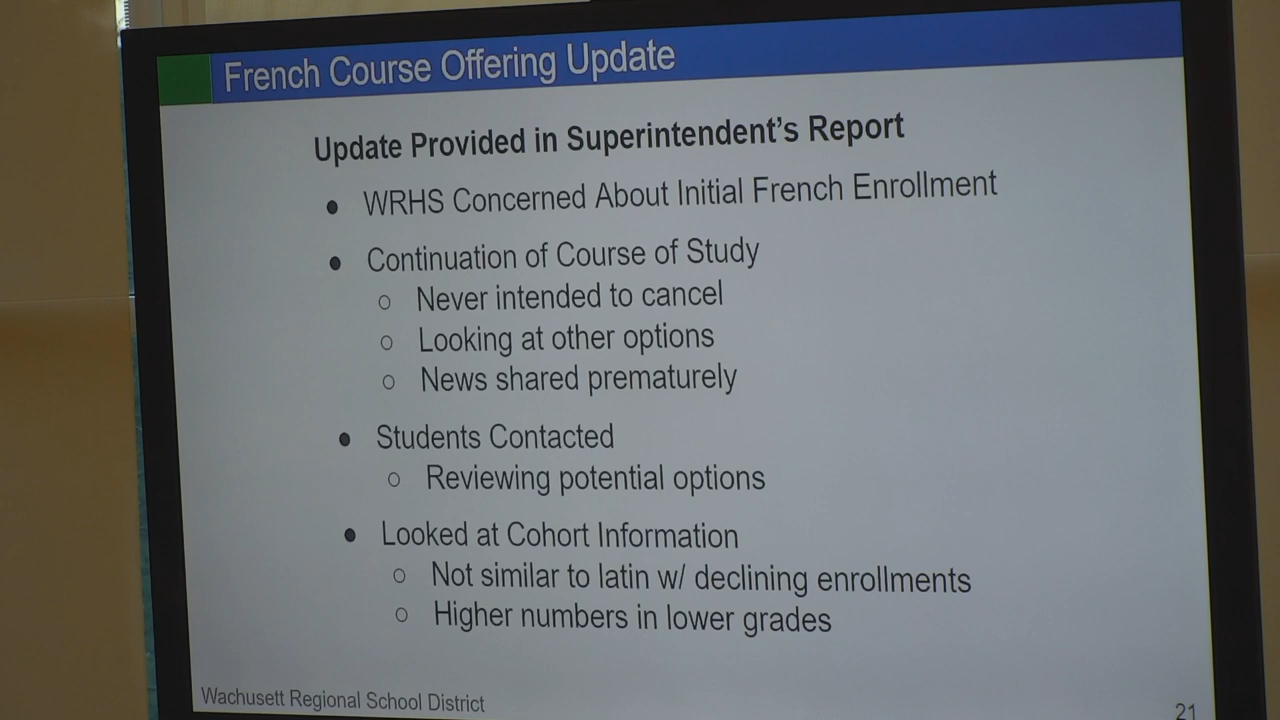 French Course Offering Update
Update Provided in Superintendent's Report
● WRHS Concerned About Initial French Enrollment
● Continuation of Course of Study
○ Never intended to cancel
○ Looking at other options
○ News shared prematurely
● Students Contacted
○ Reviewing potential options
● Looked at Cohort Information
○ Not similar to latin w/ declining enrollments
○ Higher numbers in lower grades
Wachusett Regional School District
21